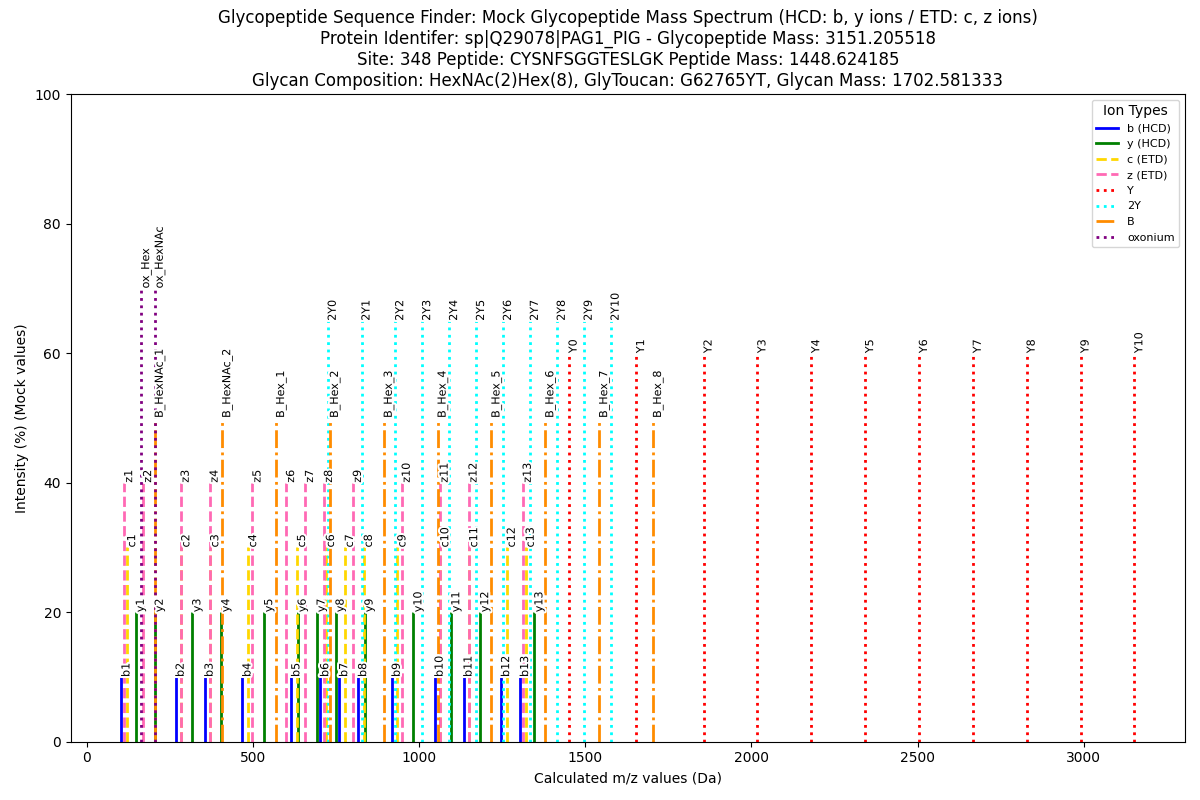 Glycopeptide Sequence Finder: Mock Glycopeptide Mass Spectrum (HCD: b, y ions / ETD: c, z ions)
Protein Identifer: sp|Q29078|PAG1_PIG - Glycopeptide Mass: 3151.205518
Site: 348 Peptide: CYSNFSGGTESLGK Peptide Mass: 1448.624185
Glycan Composition: HexNAc(2)Hex(8), GlyToucan: G62765YT, Glycan Mass: 1702.581333
Intensity (%) (Mock values)
100
80
60
40
20
0
Ion Types
b (HCD)
y (HCD)
c (ETD)
z (ETD)
Y
2Y
B
oxonium
ox_Hex
ox_HexNAc
2Y0
2Y1
2Y2
2Y3
2Y4
2Y5
2Y6
2Y7
2Y8
2Y9
2Y10
Y0
Y1
Y2
Y3
Y4
Y5
Y6
Y7
Y8
Y9
Y10
B_HexNAc_1
B_HexNAc_2
B_Hex_1
B_Hex_2
B_Hex_3
B_Hex_4
B_Hex_5
B_Hex_6
B_Hex_7
B_Hex_8
z1
z2
z3
z4
z5
z6
z7
z8
z9
z10
z11
z12
z13
c1
c2
c3
c4
c5
c6
c7
c8
c9
c10
c11
c12
c13
y1
y2
y3
y4
y5
y6
y7
y8
y9
y10
y11
y12
y13
b1
b2
b3
b4
b5
b6
b7
b8
b9
b10
b11
b12
b13
0
500
1000
1500
2000
2500
3000
Calculated m/z values (Da)